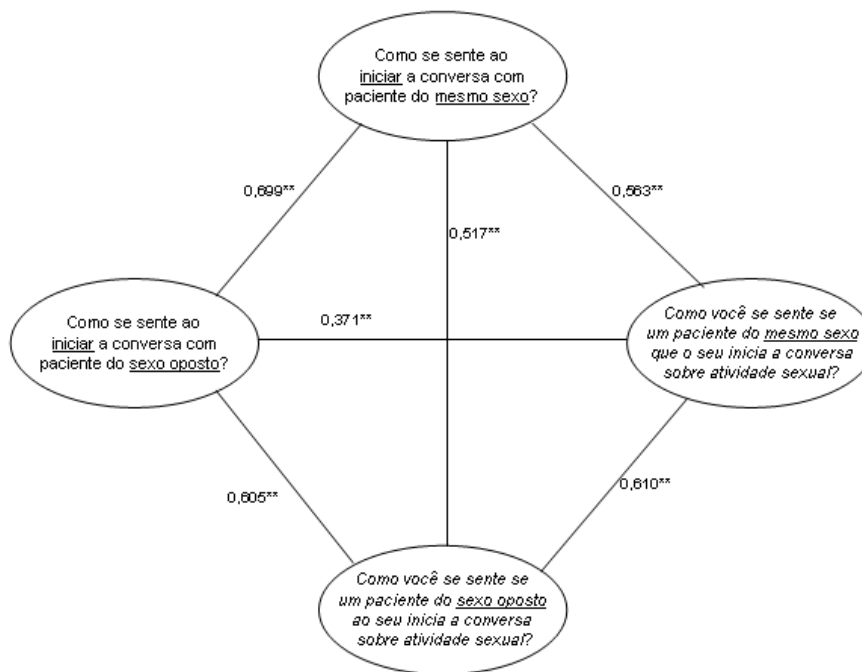 Como se sente ao
iniciar a conversa com
paciente do mesmo sexo?
0,699**
0,563**
0,517**
Como se sente ao
iniciar a conversa com
paciente do sexo oposto?
0,371**
Como você se sente se
um paciente do mesmo sexo
que o seu inicia a conversa
sobre atividade sexual?
0,605**
0,610**
Como você se sente se
um paciente do sexo oposto
ao seu inicia a conversa
sobre atividade sexual?